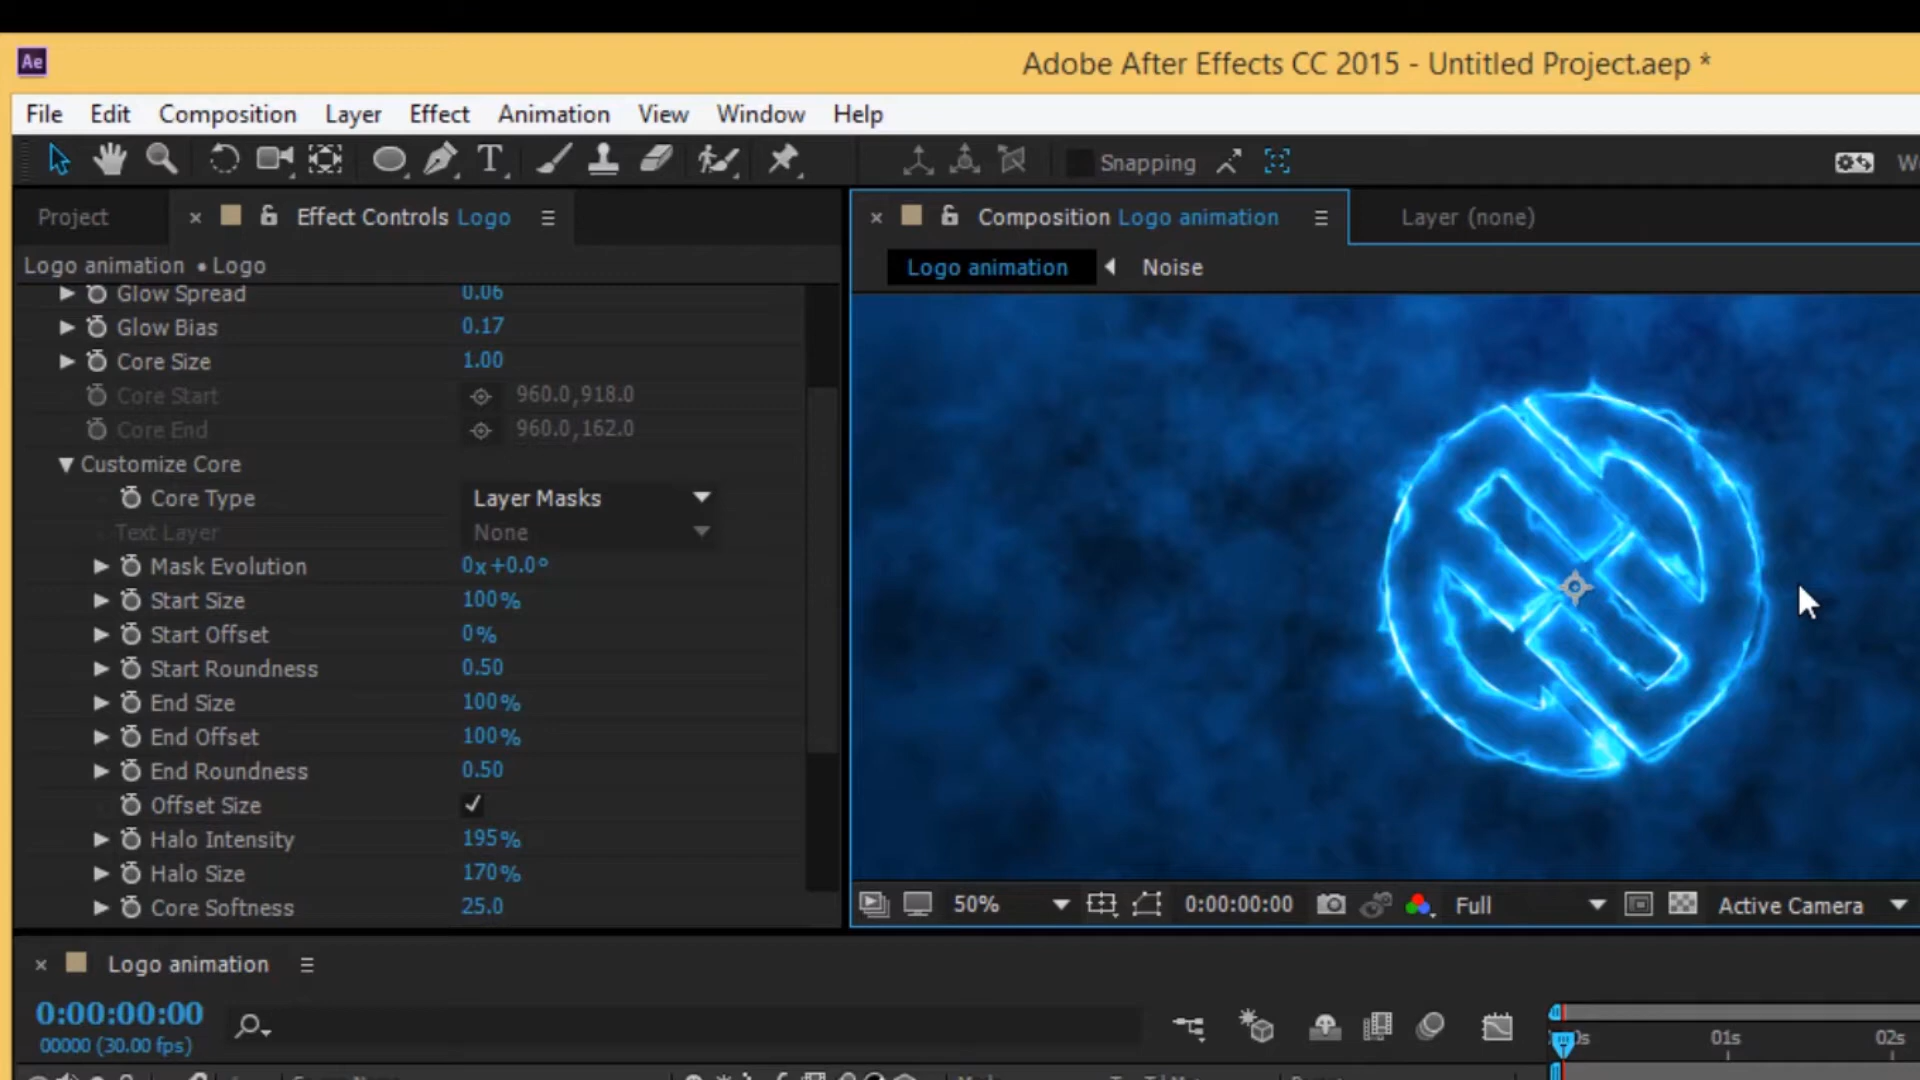 Ae
Adobe After Effects CC 2015 - Untitled Project.aep *
File Edit Composition Layer Effect Animation View Window Help
T Snapping
Project Effect Controls Logo Composition Logo animation Layer (none)
Logo animation • Logo
Logo animation Noise
Glow Spread 0.06
Glow Bias 0.17
Core Size 1.00
Core Start 960.0,918.0
Core End 960.0,162.0
Customize Core
Core Type Layer Masks
Text Layer None
Mask Evolution 0x+0.0°
Start Size 100%
Start Offset 0%
Start Roundness 0.50
End Size 100%
End Offset 100%
End Roundness 0.50
Offset Size
Halo Intensity 195%
Halo Size 170%
Core Softness 25.0
50% 0:00:00:00 Full Active Camera
Logo animation
0:00:00:00
00000 (30.00 fps)
01s 02s